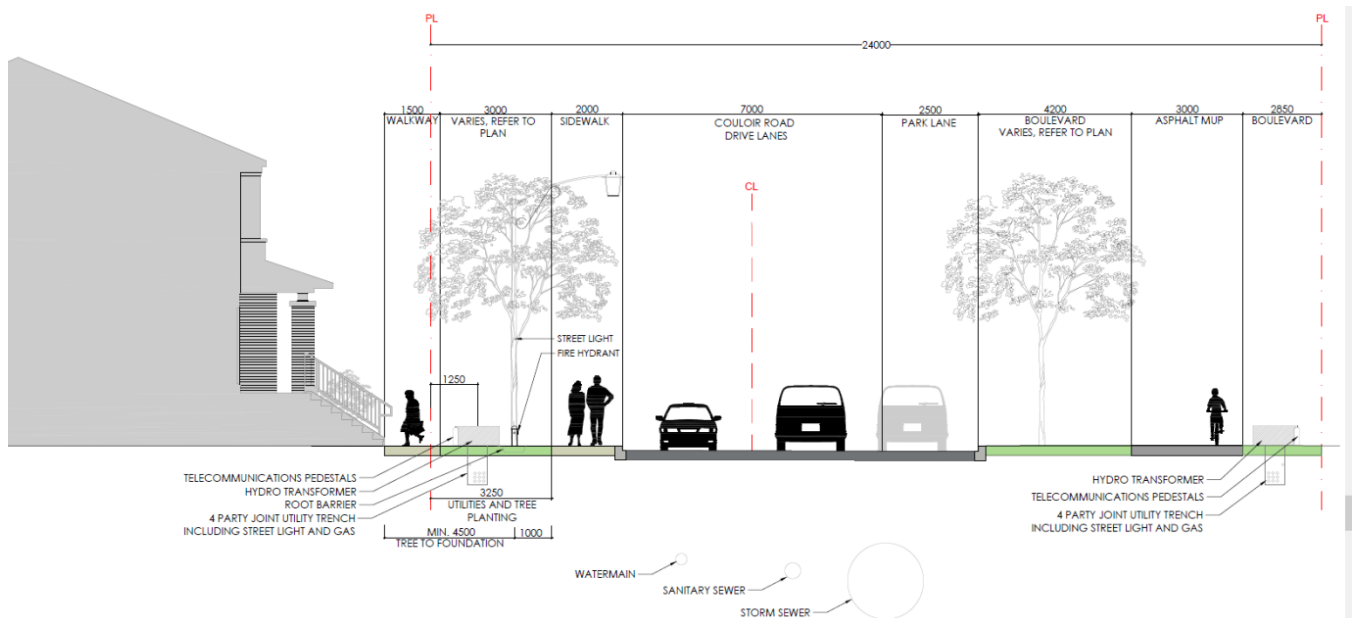 PL
PL
24000
1500
3000
2000
7000
2500
4200
3000
2850
WALKWAY
VARIES, REFER TO
PLAN
SIDEWALK
COULOIR ROAD
DRIVE LANES
PARK LANE
BOULEVARD
VARIES, REFER TO PLAN
ASPHALT MUP
BOULEVARD
CL
STREET LIGHT
FIRE HYDRANT
1250
TELECOMMUNICATIONS PEDESTALS
HYDRO TRANSFORMER
ROOT BARRIER
4 PARTY JOINT UTILITY TRENCH
INCLUDING STREET LIGHT AND GAS
3250
UTILITIES AND TREE
PLANTING
MIN. 4500
1000
TREE TO FOUNDATION
HYDRO TRANSFORMER
TELECOMMUNICATIONS PEDESTALS
4 PARTY JOINT UTILITY TRENCH
INCLUDING STREET LIGHT AND GAS
WATERMAIN
SANITARY SEWER
STORM SEWER